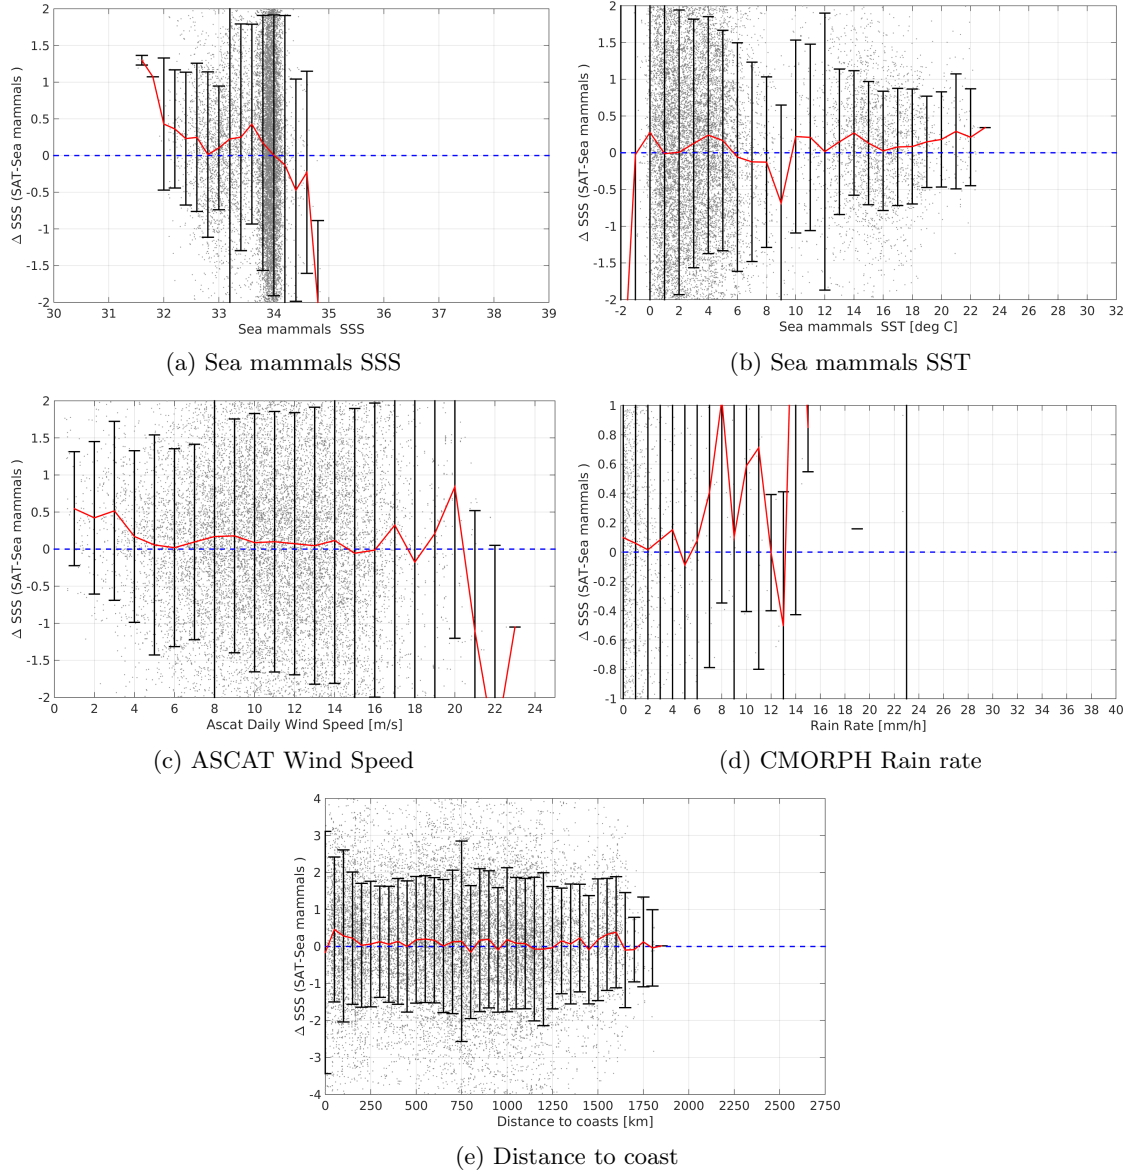 2
1.5
1
0.5
0
-0.5
-1
-1.5
-2
Δ SSS (SAT-Sea mammals )
30 31 32 33 34 35 36 37 38 39
Sea mammals SSS
(a) Sea mammals SSS
2
1.5
1
0.5
0
-0.5
-1
-1.5
-2
Δ SSS (SAT-Sea mammals )
-2 0 2 4 6 8 10 12 14 16 18 20 22 24 26 28 30 32
Sea mammals SST [deg C]
(b) Sea mammals SST
2
1.5
1
0.5
0
-0.5
-1
-1.5
-2
Δ SSS (SAT-Sea mammals )
0 2 4 6 8 10 12 14 16 18 20 22 24
Ascat Daily Wind Speed [m/s]
(c) ASCAT Wind Speed
1
0.8
0.6
0.4
0.2
0
-0.2
-0.4
-0.6
-0.8
-1
Δ SSS (SAT-Sea mammals )
0 2 4 6 8 10 12 14 16 18 20 22 24 26 28 30 32 34 36 38 40
Rain Rate [mm/h]
(d) CMORPH Rain rate
4
3
2
1
0
-1
-2
-3
-4
Δ SSS (SAT-Sea mammals )
0 250 500 750 1000 1250 1500 1750 2000 2250 2500 2750
Distance to coasts [km]
(e) Distance to coast